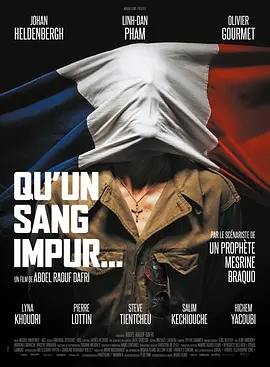 JOHAN
HELDENBERGH
LINH-DAN
PHAM
OLIVIER
GOURMET
QU'UN
SANG
IMPUR...
UN FILM DE ABDEL RAOUF DAFRI
PAR LE SCÉNARISTE DE
UN PROPHÈTE
MESRINE
BRAQUO
LYNA
KHOUDRI
PIERRE
LOTTIN
STEVE
TIENTCHEU
SALIM
KECHIOUCHE
HICHEM
YACOUBI